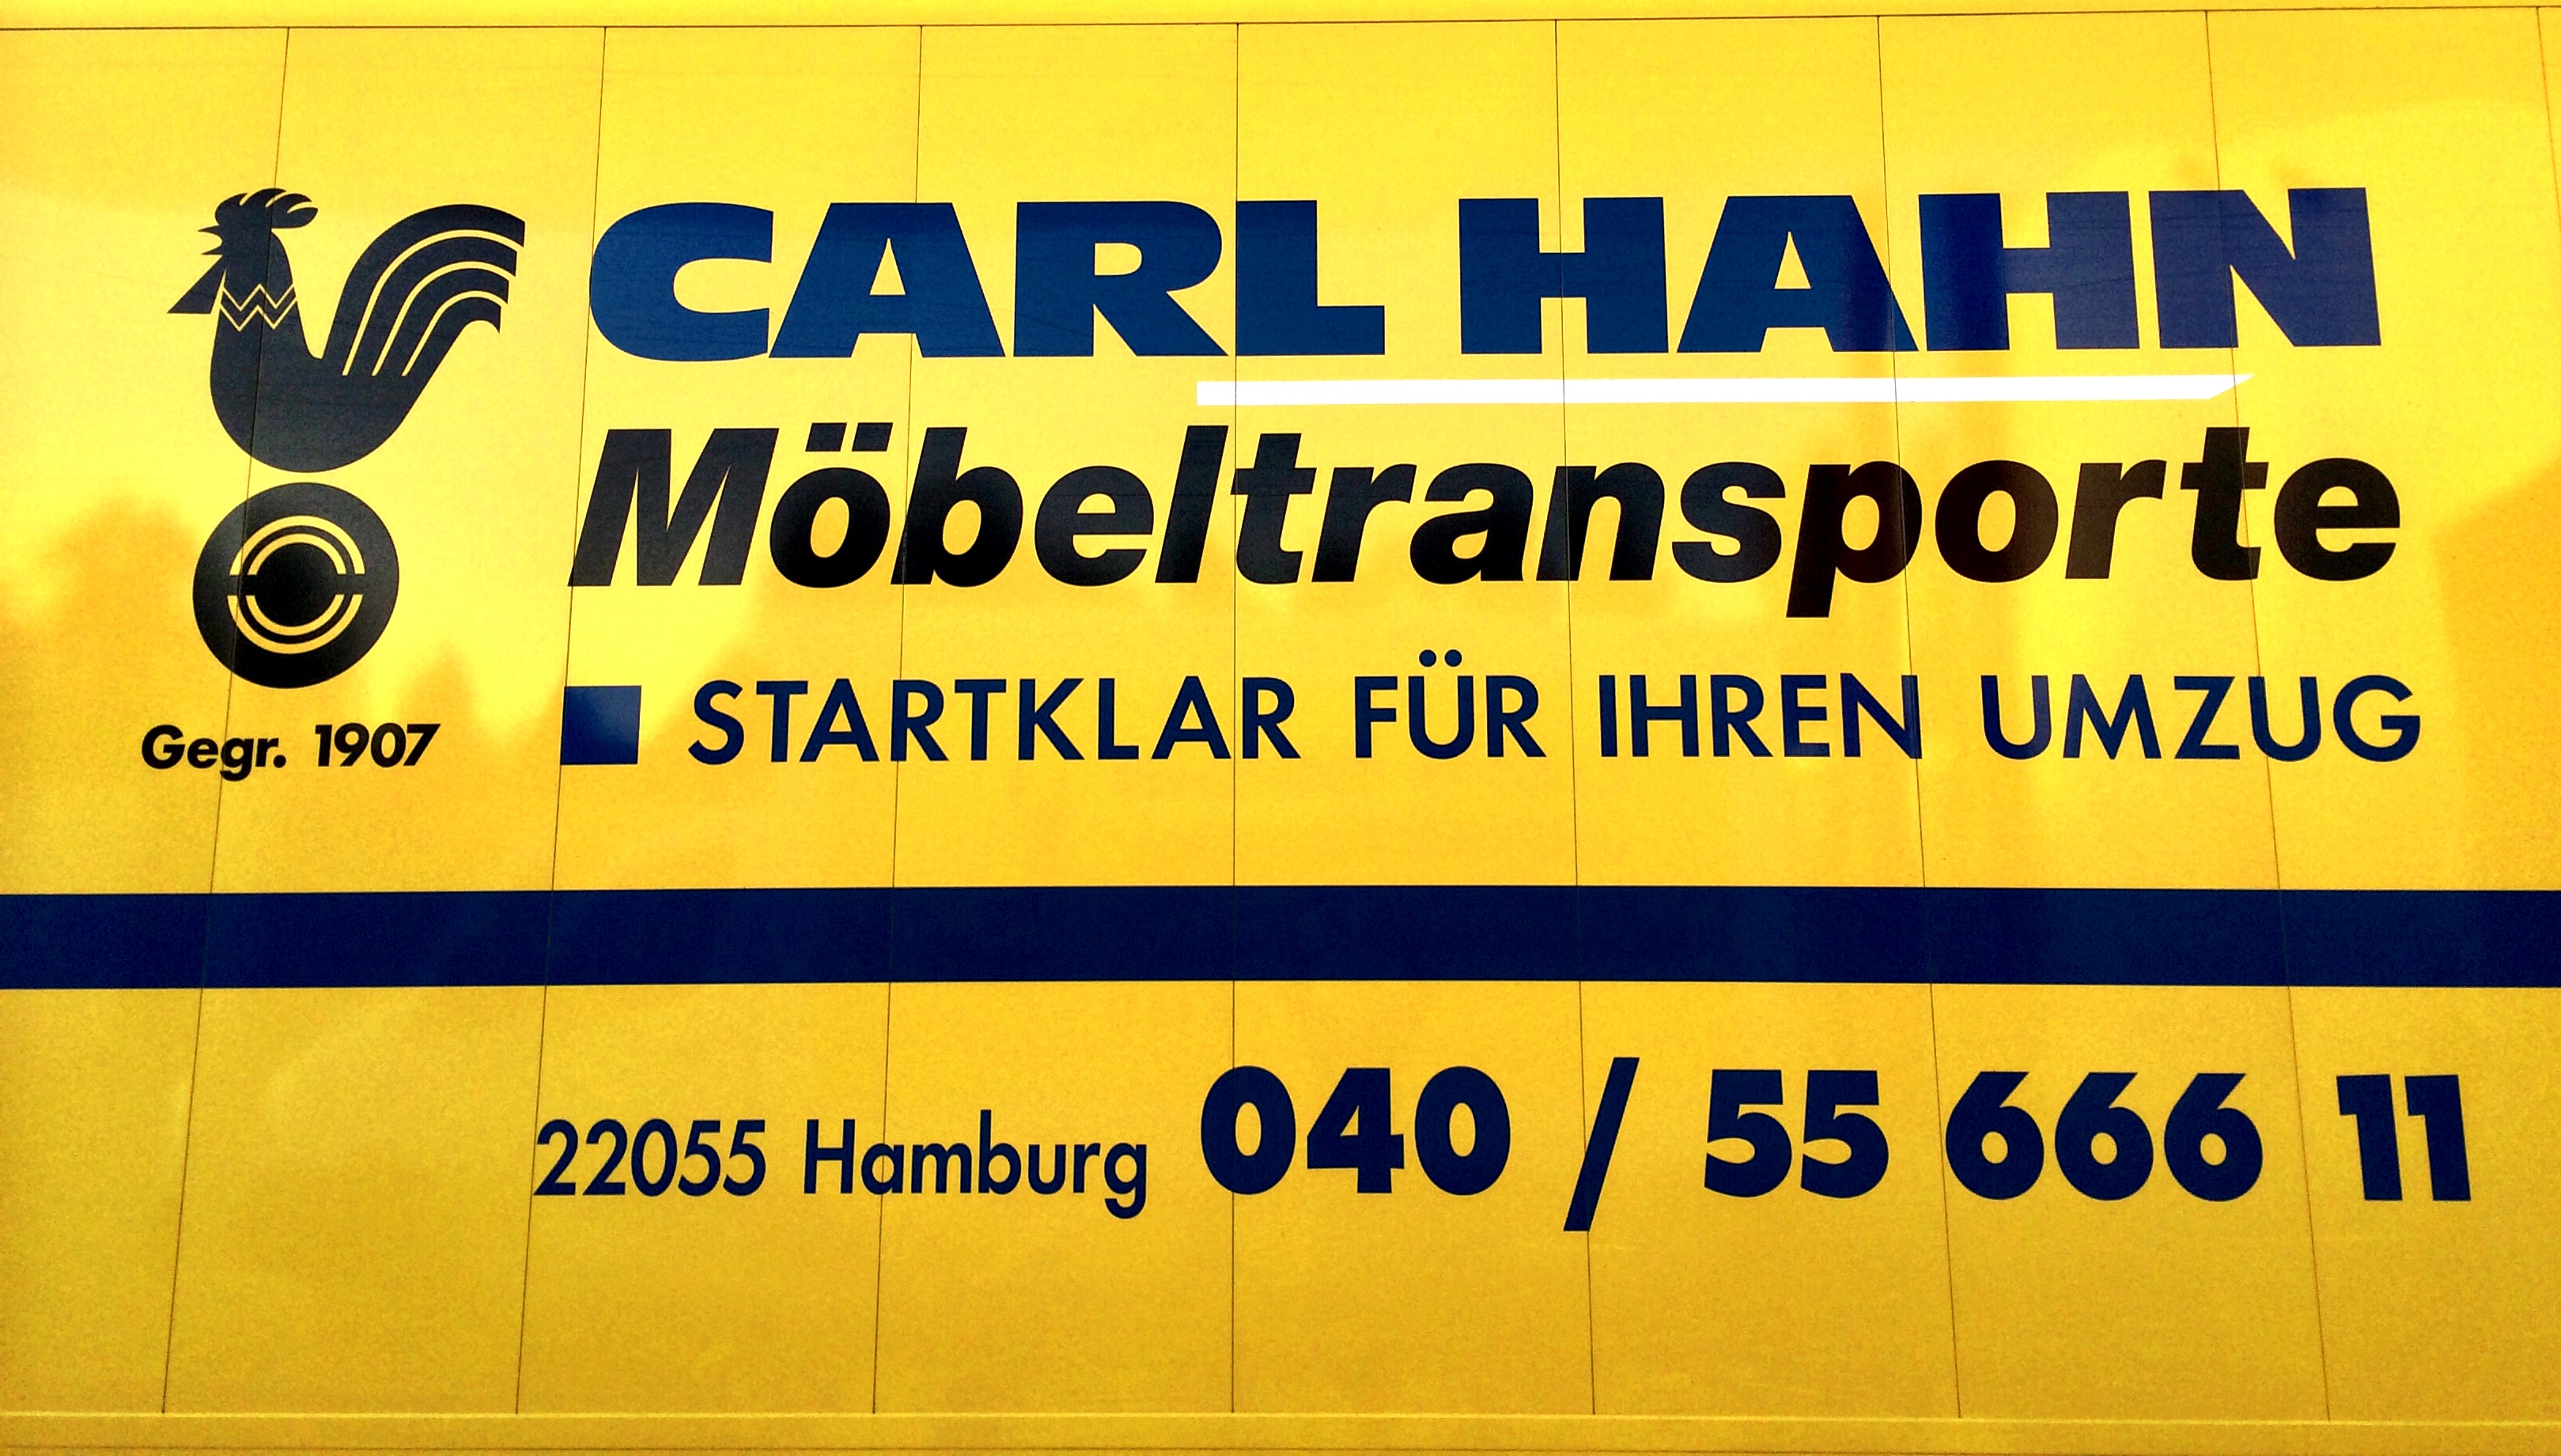 CARL HAHN
Möbeltransporte
STARTKLAR FÜR IHREN UMZUG
Gegr. 1907
22055 Hamburg 040 / 55 666 11